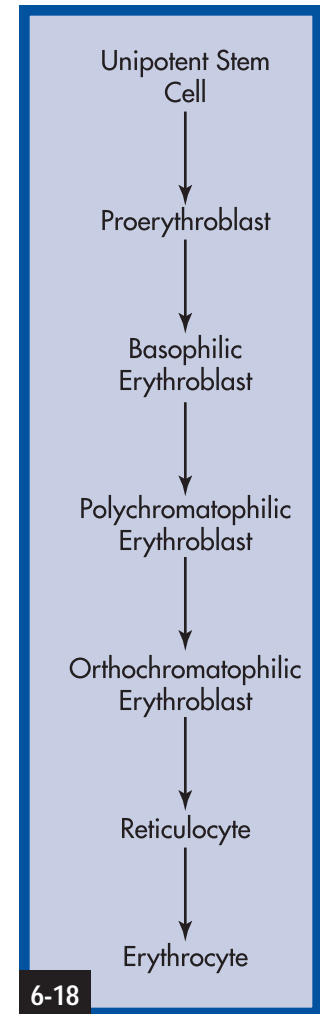 Unipotent Stem
Cell
Proerythroblast
Basophilic
Erythroblast
Polychromatophilic
Erythroblast
Orthochromatophilic
Erythroblast
Reticulocyte
Erythrocyte
6-18